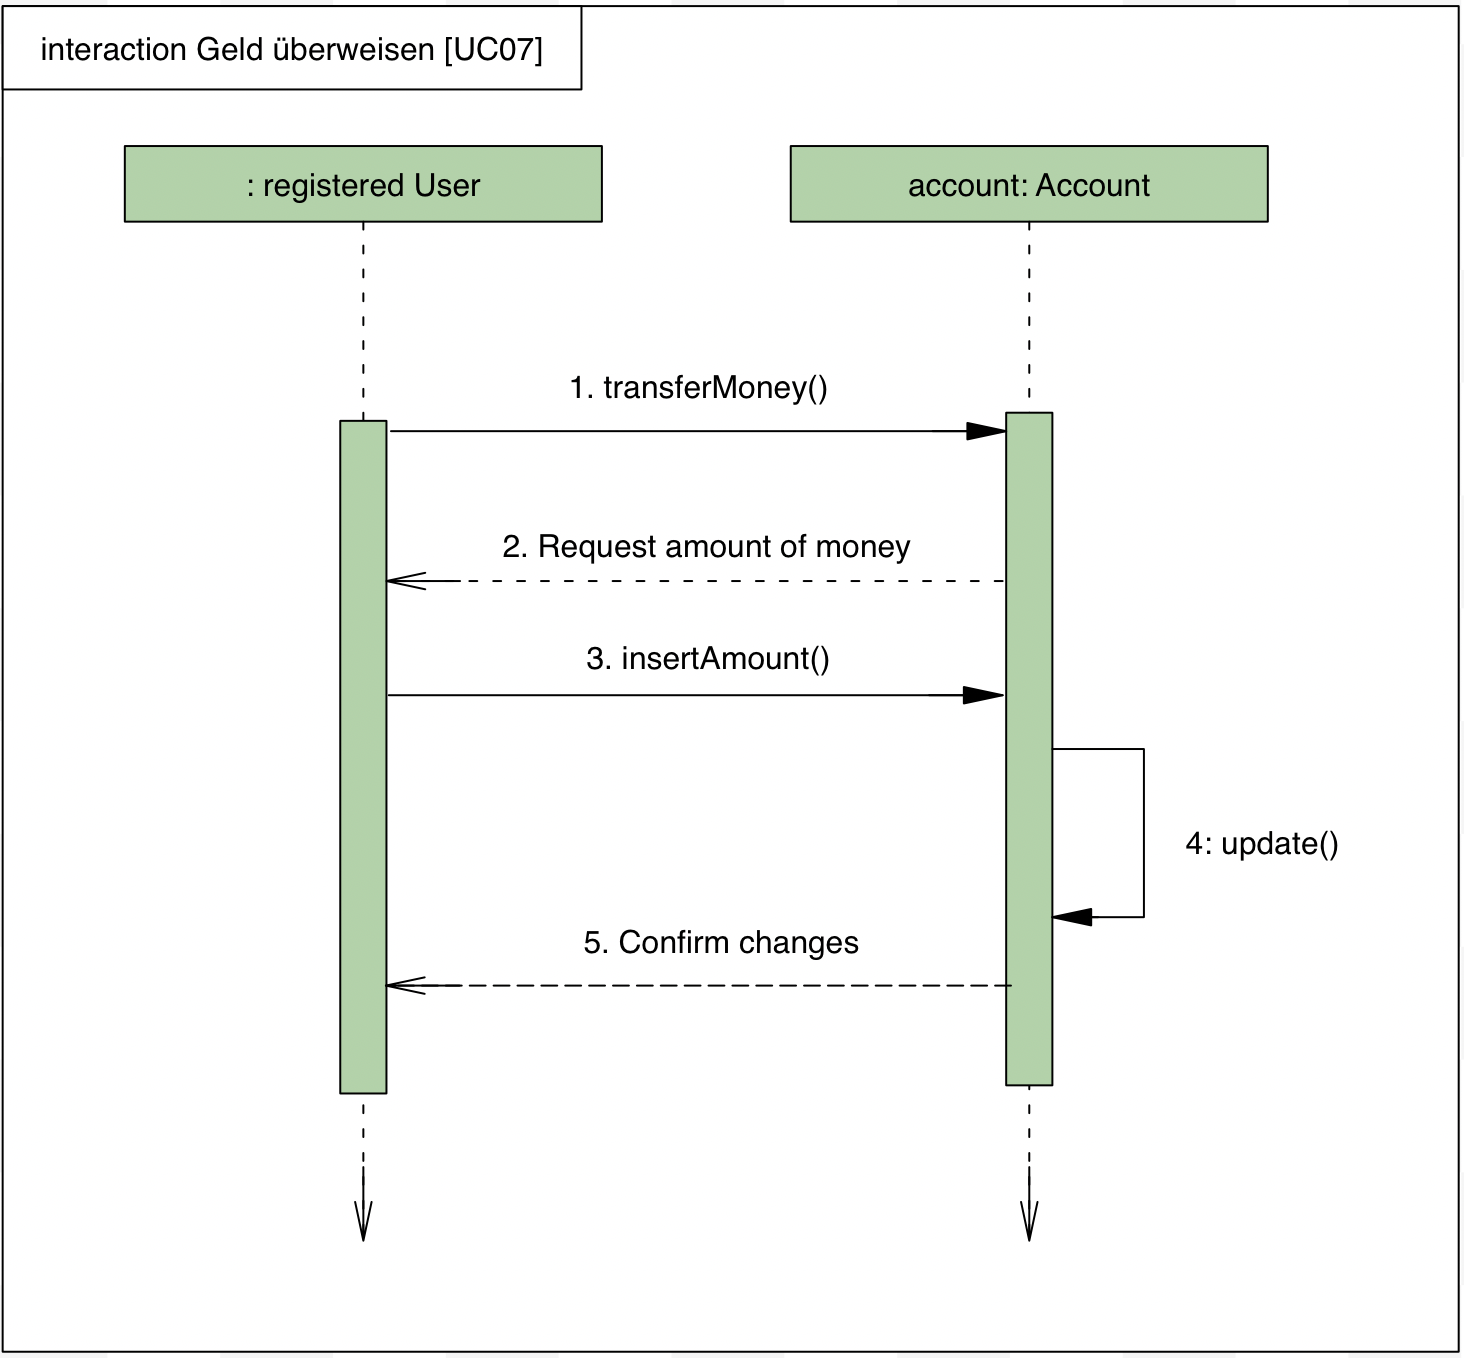 interaction Geld überweisen [UC07]
: registered User
account: Account
1. transferMoney()
2. Request amount of money
3. insertAmount()
4: update()
5. Confirm changes